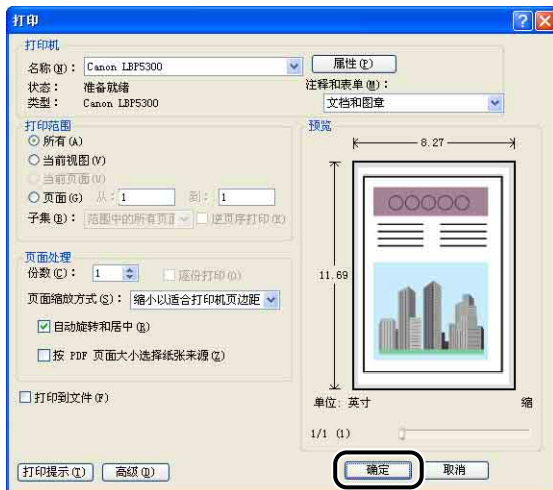 打印
打印机
名称(N): Canon LBP5300
属性(P)
状态: 准备就绪
注释和表单(M):
类型: Canon LBP5300
文档和图章
打印范围
所有(A)
当前视图(V)
当前页面(U)
页面(G) 从: 1 到: 1
子集(B): 范围中的所有页面 逆页序打印(E)
页面处理
份数(C): 1 逐份打印(O)
页面缩放方式(S): 缩小以适合打印机页边距
自动旋转和居中(R)
按 PDF 页面大小选择纸张来源(Z)
打印到文件(F)
预览
8.27
11.69
单位: 英寸 缩
1/1 (1)
打印提示(T) 高级(D) 确定 取消